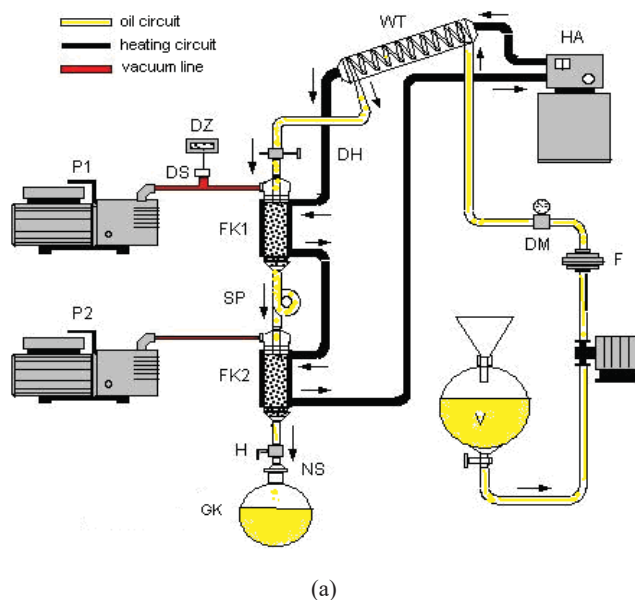 oil circuit
heating circuit
vacuum line
WT
HA
DZ
DS
P1
DH
FK1
DM
F
SP
P2
FK2
V
H
NS
GK
(a)